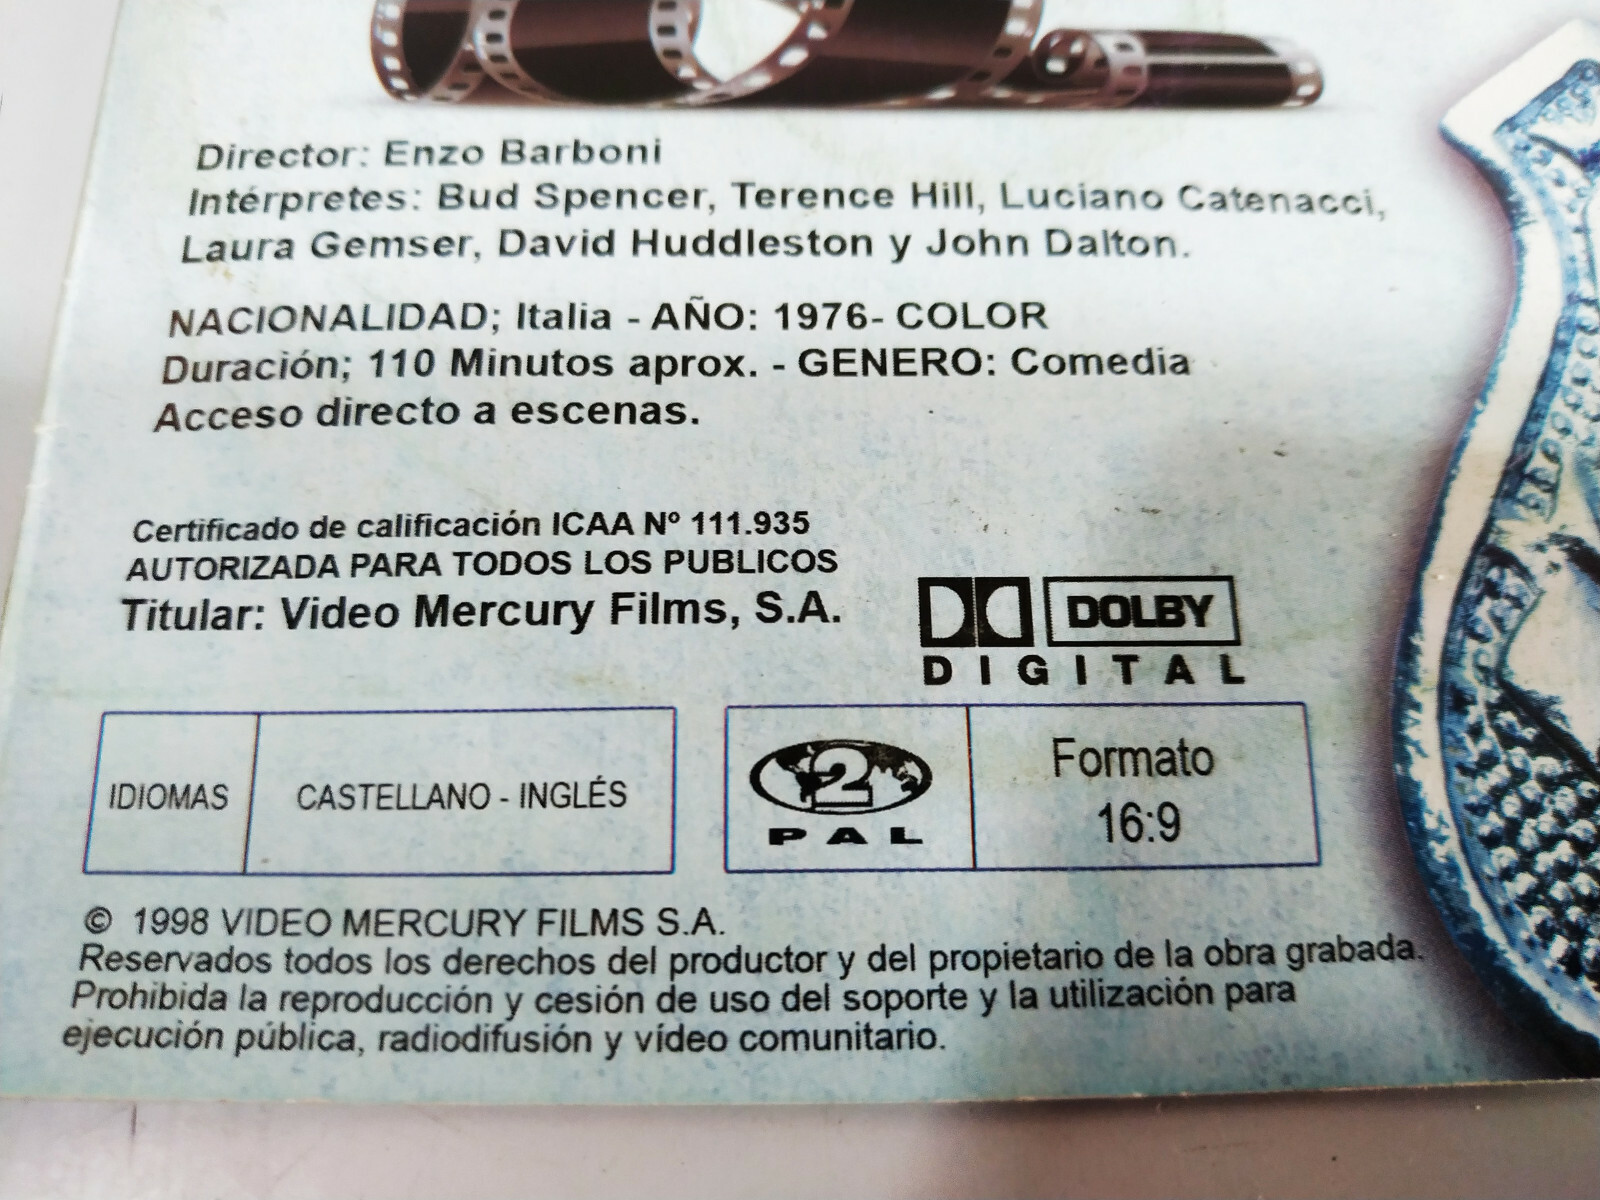 Director: Enzo Barboni
Intérpretes: Bud Spencer, Terence Hill, Luciano Catenacci,
Laura Gemser, David Huddleston y John Dalton.
NACIONALIDAD; Italia - AÑO: 1976- COLOR
Duración; 110 Minutos aprox. - GENERO: Comedia
Acceso directo a escenas.
Certificado de calificación ICAA Nº 111.935
AUTORIZADA PARA TODOS LOS PUBLICOS
Titular: Video Mercury Films, S.A.
DOLBY
DIGITAL
IDIOMAS
CASTELLANO - INGLÉS
2
PAL
Formato
16:9
© 1998 VIDEO MERCURY FILMS S.A.
Reservados todos los derechos del productor y del propietario de la obra grabada.
Prohibida la reproducción y cesión de uso del soporte y la utilización para
ejecución pública, radiodifusión y vídeo comunitario.